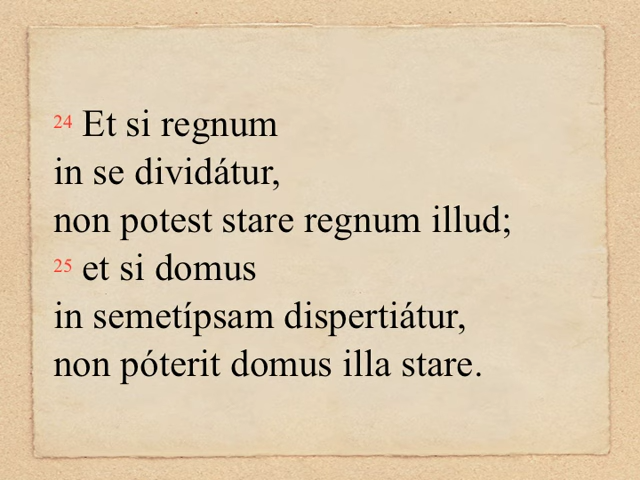 24 Et si regnum
in se dividátur,
non potest stare regnum illud;
25 et si domus
in semetípsam dispertiátur,
non póterit domus illa stare.